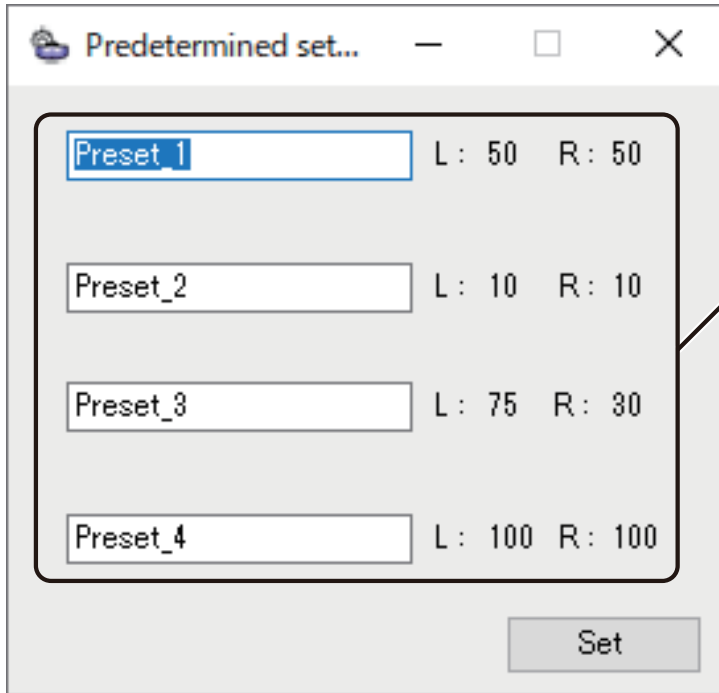 Predetermined set...
Preset_1 L: 50 R: 50
Preset_2 L: 10 R: 10
Preset_3 L: 75 R: 30
Preset_4 L: 100 R: 100
Set